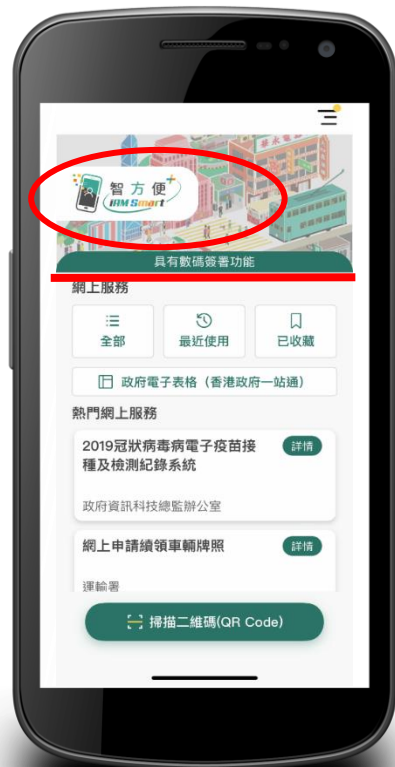 智方便+
iAM Smart
具有數碼簽署功能
網上服務
全部 最近使用 已收藏
政府電子表格（香港政府一站通）
熱門網上服務
2019冠狀病毒病電子疫苗接 詳情
種及檢測紀錄系統
政府資訊科技總監辦公室
網上申請續領車輛牌照 詳情
運輸署
掃描二維碼(QR Code)